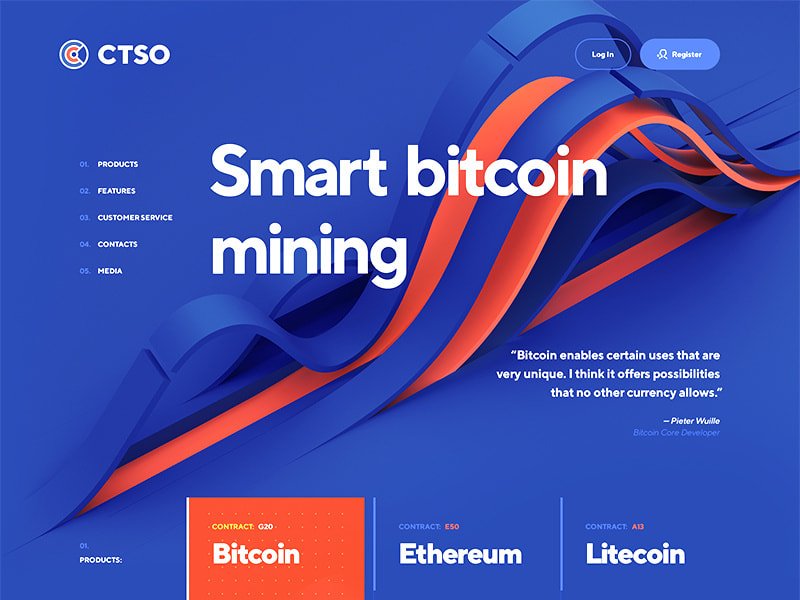 CTSO
Log In
Register
01. PRODUCTS
02. FEATURES
03. CUSTOMER SERVICE
04. CONTACTS
05. MEDIA
Smart bitcoin
mining
“Bitcoin enables certain uses that are
very unique. I think it offers possibilities
that no other currency allows.”
— Pieter Wuille
Bitcoin Core Developer
01.
PRODUCTS:
CONTRACT: G20
Bitcoin
CONTRACT: E50
Ethereum
CONTRACT: A13
Litecoin